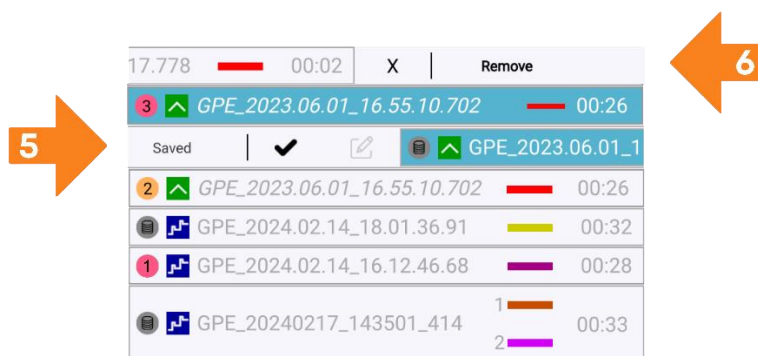 17.778 00:02 X Remove
6
3 GPE_2023.06.01_16.55.10.702 00:26
5
Saved GPE_2023.06.01_1
2 GPE_2023.06.01_16.55.10.702 00:26
GPE_2024.02.14_18.01.36.91 00:32
1 GPE_2024.02.14_16.12.46.68 00:28
1
GPE_20240217_143501_414 00:33
2